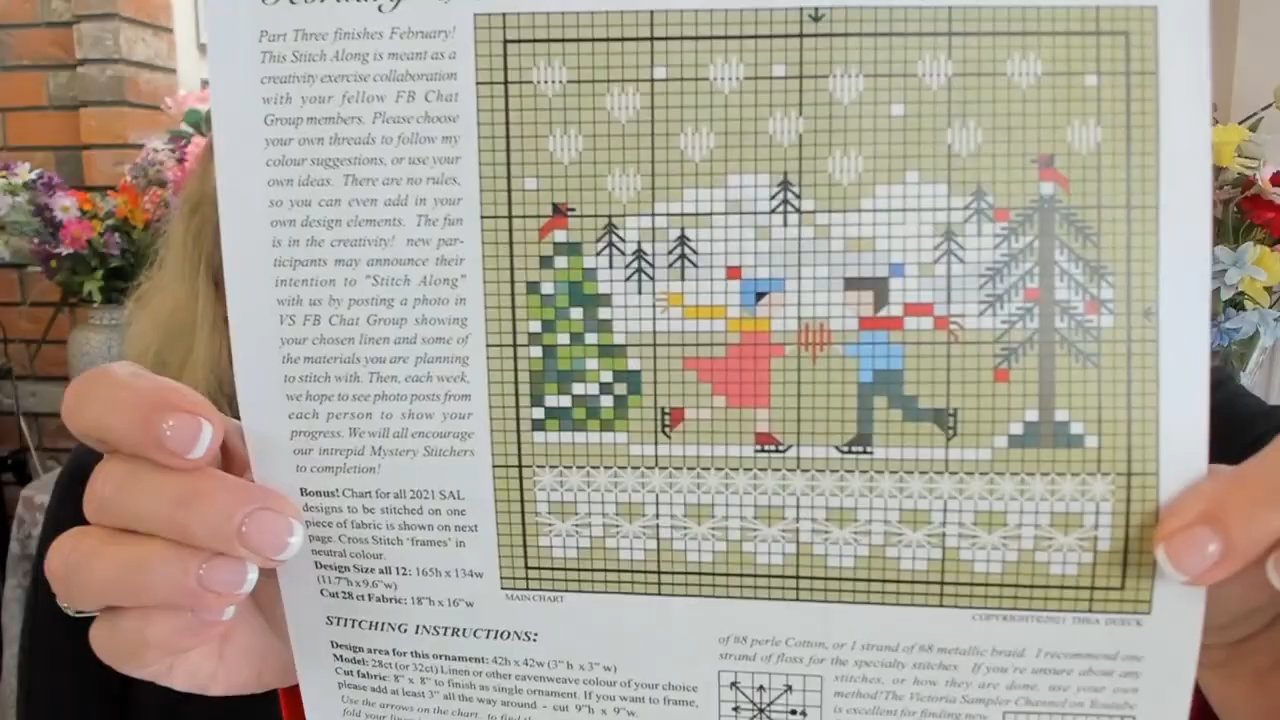 Part Three finishes February!
This Stitch Along is meant as a
creativity exercise collaboration
with your fellow FB Chat
Group members. Please choose
your own threads to follow my
colour suggestions, or use your
own ideas. There are no rules,
so you can even add in your
own design elements. The fun
is in the creativity! new par-
ticipants may announce their
intention to "Stitch Along"
with us by posting a photo in
VS FB Chat Group showing
your chosen linen and some of
the materials you are planning
to stitch with. Then, each week,
we hope to see photo posts from
each person to show your
progress. We will all encourage
our intrepid Mystery Stitchers
to completion!
Bonus! Chart for all 2021 SAL
designs to be stitched on one
piece of fabric is shown on next
page. Cross Stitch 'frames' in
neutral colour.
Design Size all 12: 165h x 134w
(11.7"h x 9.6"w)
Cut 28 ct Fabric: 18"h x 16"w
MAIN CHART
COPYRIGHT©2021 THEA DUECK
STITCHING INSTRUCTIONS:
Design area for this ornament: 42h x 42w (3" h x 3" w)
Model: 28ct (or 32ct) Linen or other evenweave colour of your choice
Cut fabric: 8" x 8" to finish as single ornament. If you want to frame,
please add at least 3" all the way around - cut 9"h x 9"w.
Use the arrows on the chart, to find the
fold your linen
of #8 perle Cotton, or 1 strand of #8 metallic braid. I recommend one
strand of floss for the specialty stitches. If you're unsure about any
stitches, or how they are done, use your own
method! The Victoria Sampler Channel on Youtube
is excellent for finding new